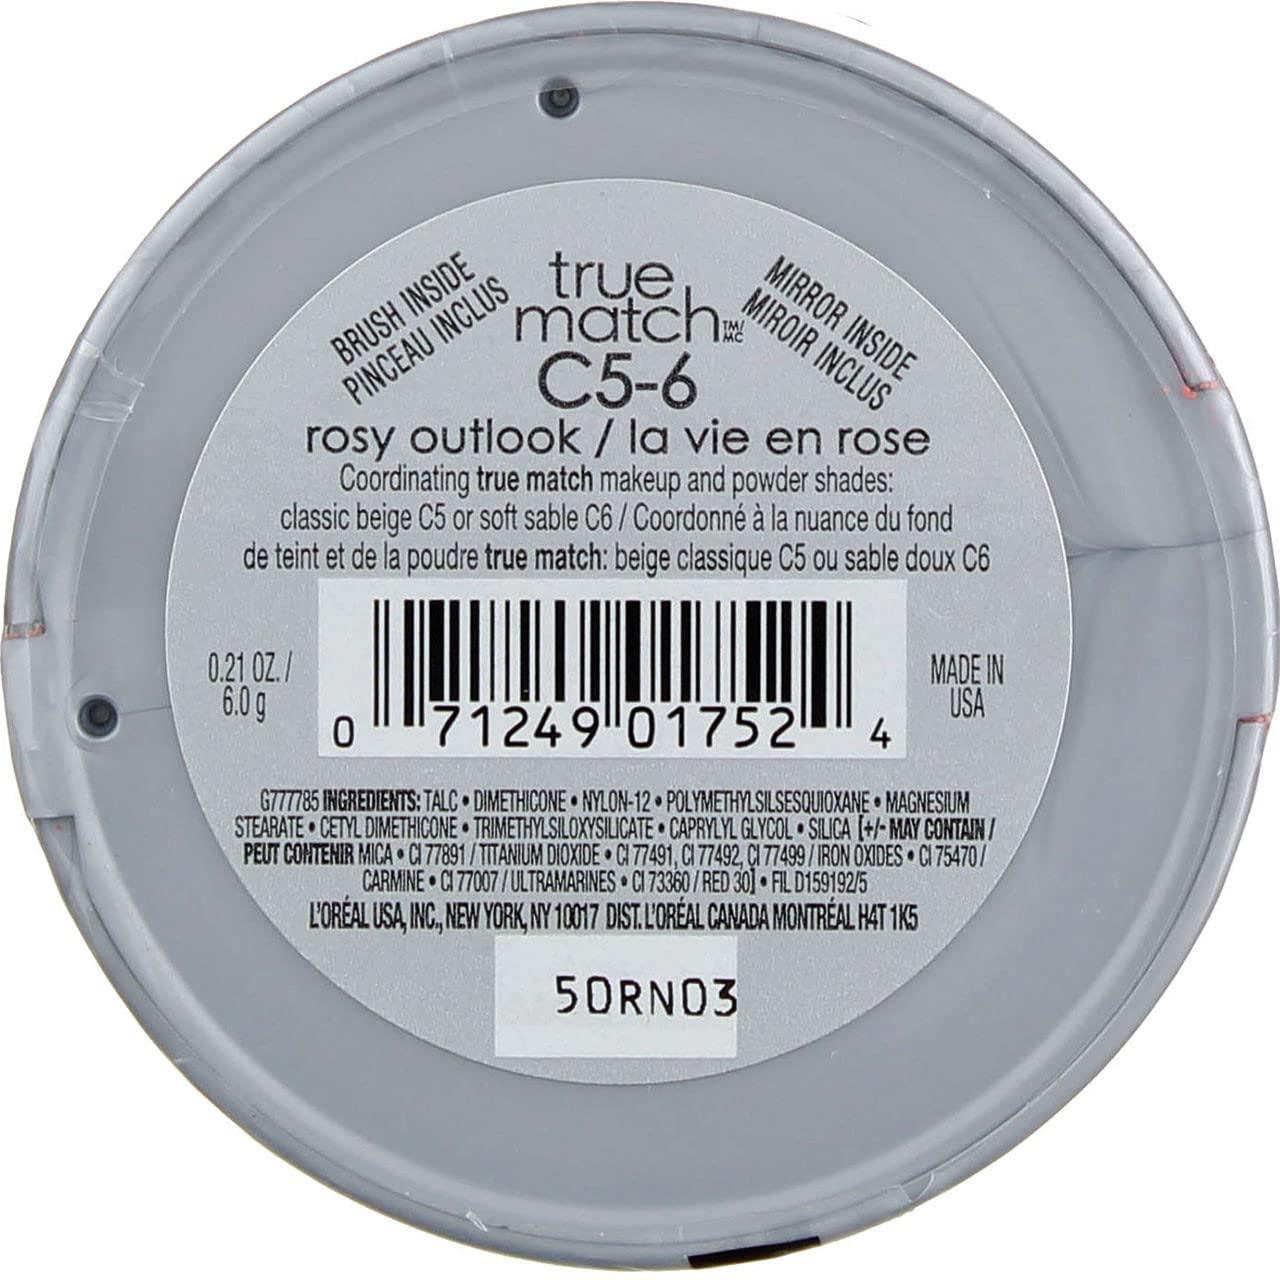 BRUSH INSIDE
PINCEAU INCLUS
true
match™/MC
MIRROR INSIDE
MIROIR INCLUS
C5-6
rosy outlook / la vie en rose
Coordinating true match makeup and powder shades:
classic beige C5 or soft sable C6 / Coordonné à la nuance du fond
de teint et de la poudre true match: beige classique C5 ou sable doux C6
0.21 OZ. /
6.0 g
0 71249 01752 4
MADE IN
USA
G777785 INGREDIENTS: TALC • DIMETHICONE • NYLON-12 • POLYMETHYLSILSESQUIOXANE • MAGNESIUM
STEARATE • CETYL DIMETHICONE • TRIMETHYLSILOXYSILICATE • CAPRYLYL GLYCOL • SILICA [+/- MAY CONTAIN /
PEUT CONTENIR MICA • CI 77891 / TITANIUM DIOXIDE • CI 77491, CI 77492, CI 77499 / IRON OXIDES • CI 75470 /
CARMINE • CI 77007 / ULTRAMARINES • CI 73360 / RED 30] • FIL D159192/5
L'ORÉAL USA, INC., NEW YORK, NY 10017 DIST. L'ORÉAL CANADA MONTRÉAL H4T 1K5
50RN03